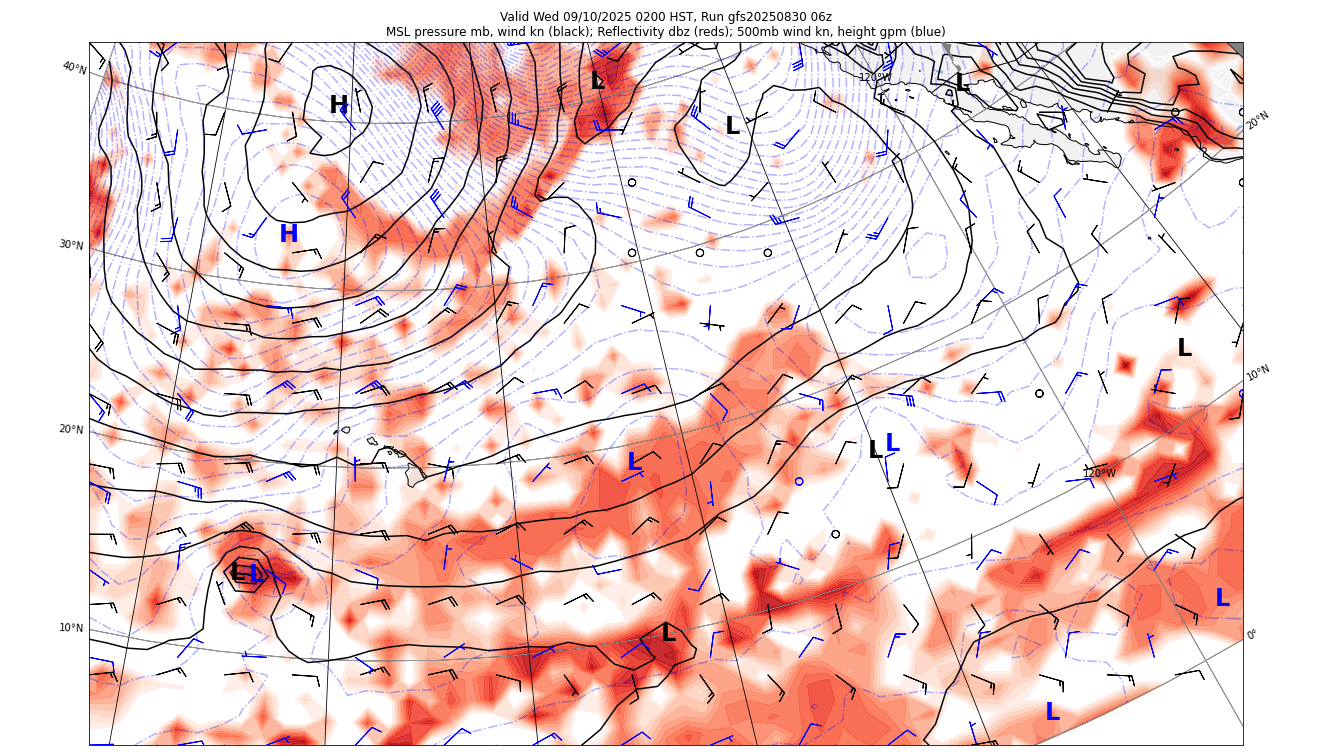 Valid Wed 09/10/2025 0200 HST, Run gfs20250830 06z
MSL pressure mb, wind kn (black); Reflectivity dbz (reds); 500mb wind kn, height gpm (blue)
40°N
120°W
L
L
H
L
20°N
H
30°N
L
10°N
20°N
L
L
L
120°W
L
L
L
10°N
L
0°
L